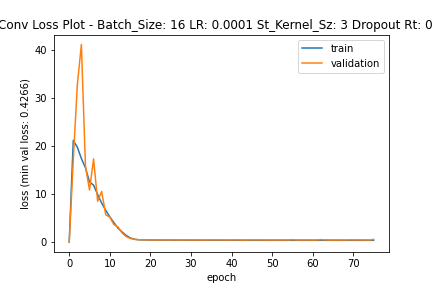 Conv Loss Plot - Batch_Size: 16 LR: 0.0001 St_Kernel_Sz: 3 Dropout Rt: 0
train
validation
40
30
20
10
0
loss (min val loss: 0.4266)
0 10 20 30 40 50 60 70
epoch